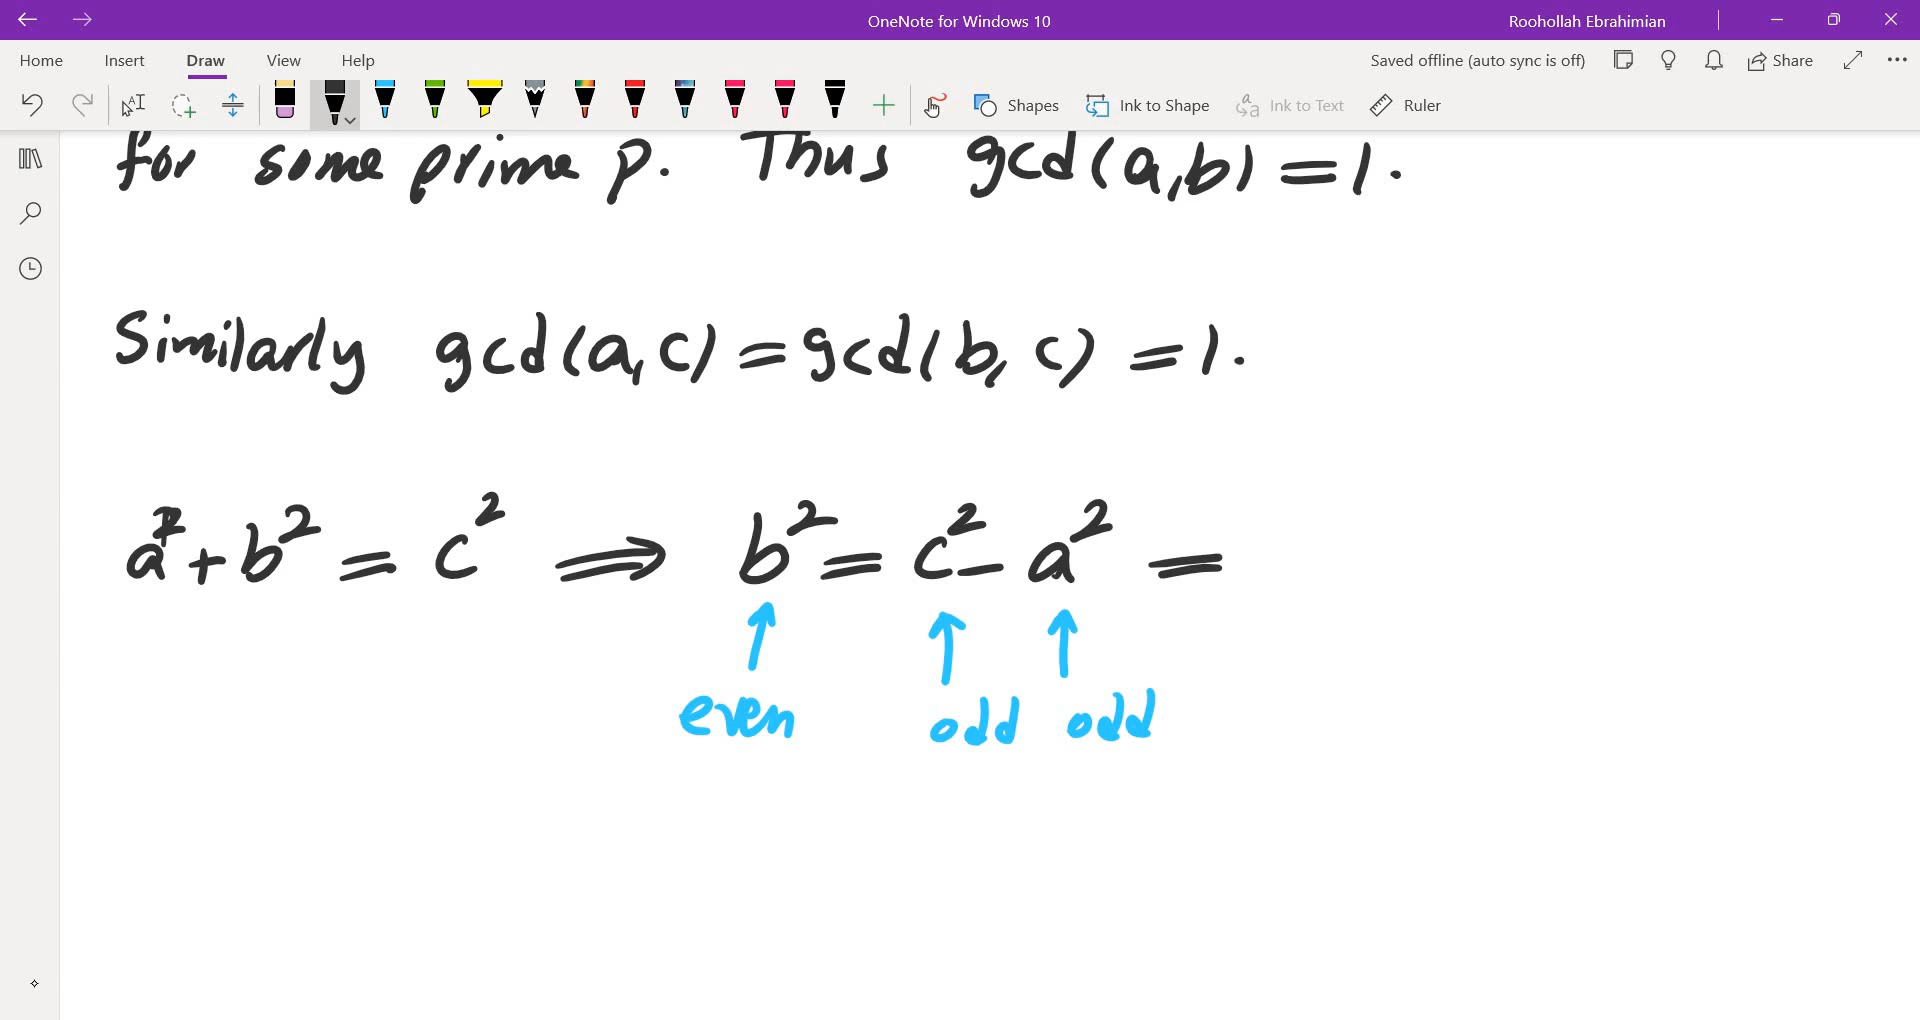 OneNote for Windows 10
Roohollah Ebrahimian
Home Insert Draw View Help
Saved offline (auto sync is off) Share
Shapes Ink to Shape Ink to Text Ruler
for some prime p. Thus gcd(a,b)=1.
Similarly gcd(a,c)=gcd(b,c)=1.
a²+b²=c² ⟹ b²=c²-a²=
↑ ↑ ↑
even odd odd